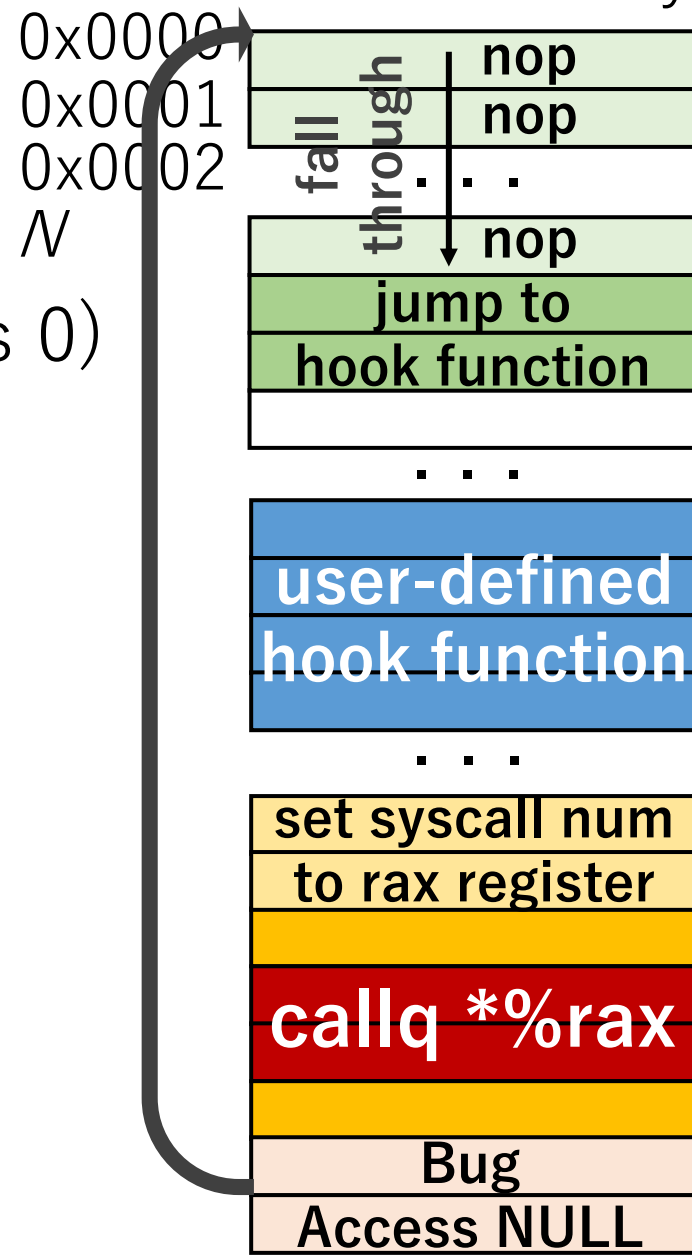 0x0000
nop
0x0001
nop
0x0002
fall
through
. . .
N
nop
s 0)
jump to
hook function
. . .
user-defined
hook function
. . .
set syscall num
to rax register
callq *%rax
Bug
Access NULL